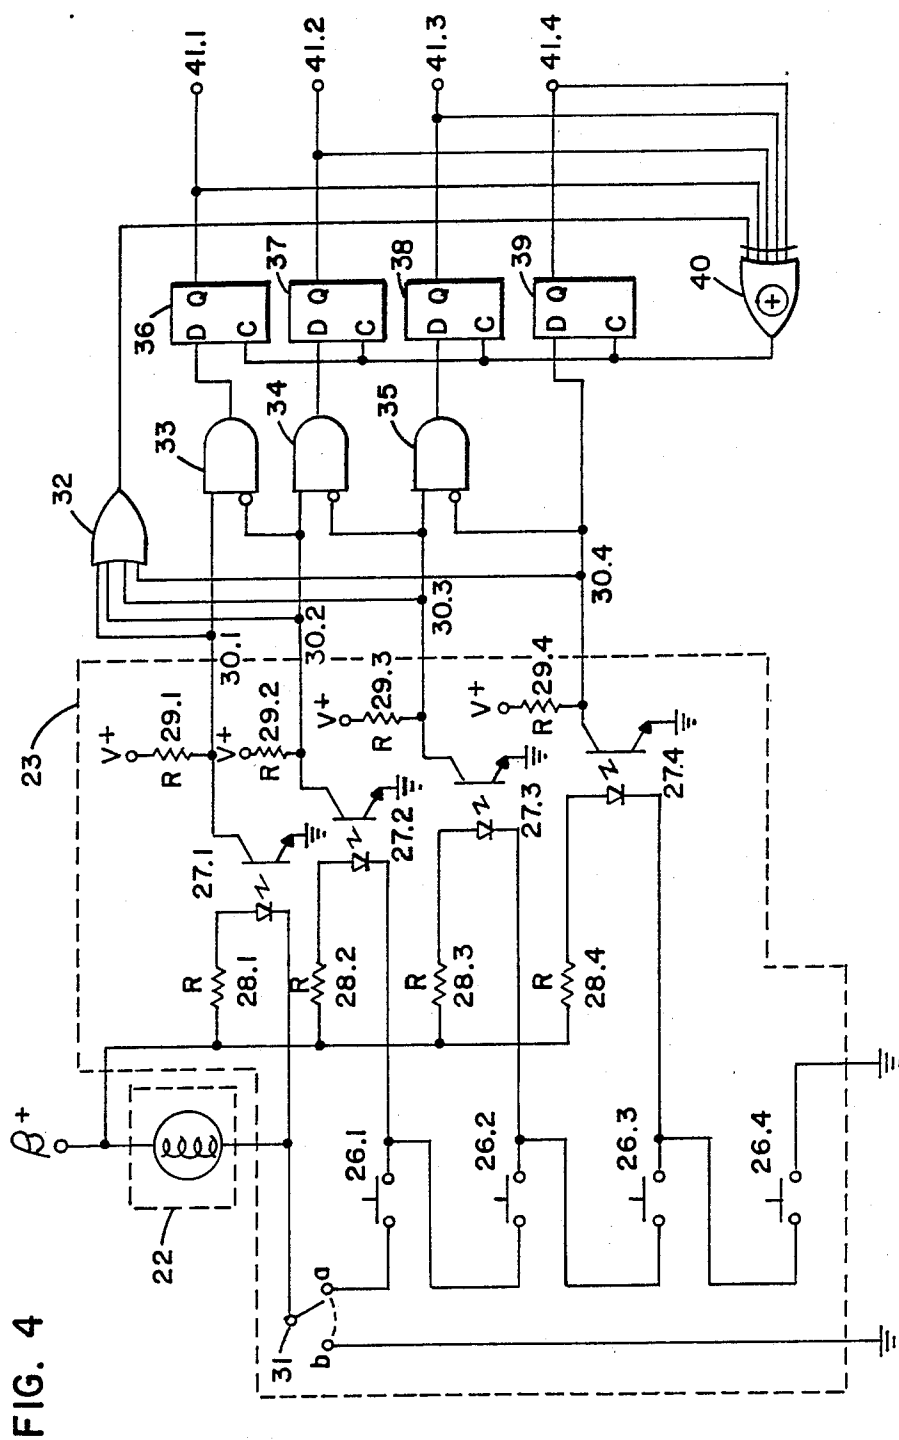 FIG. 4
23
β+
22
31
a
b
26.1
26.2
26.3
26.4
R
28.1
R
28.2
R
28.3
R
28.4
27.1
27.2
27.3
27.4
V+
R
29.1
V+
R
29.2
V+
R
29.3
V+
R
29.4
30.1
30.2
30.3
30.4
32
33
34
35
36
D Q
C
37
D Q
C
38
D Q
C
39
D Q
C
40
+
41.1
41.2
41.3
41.4